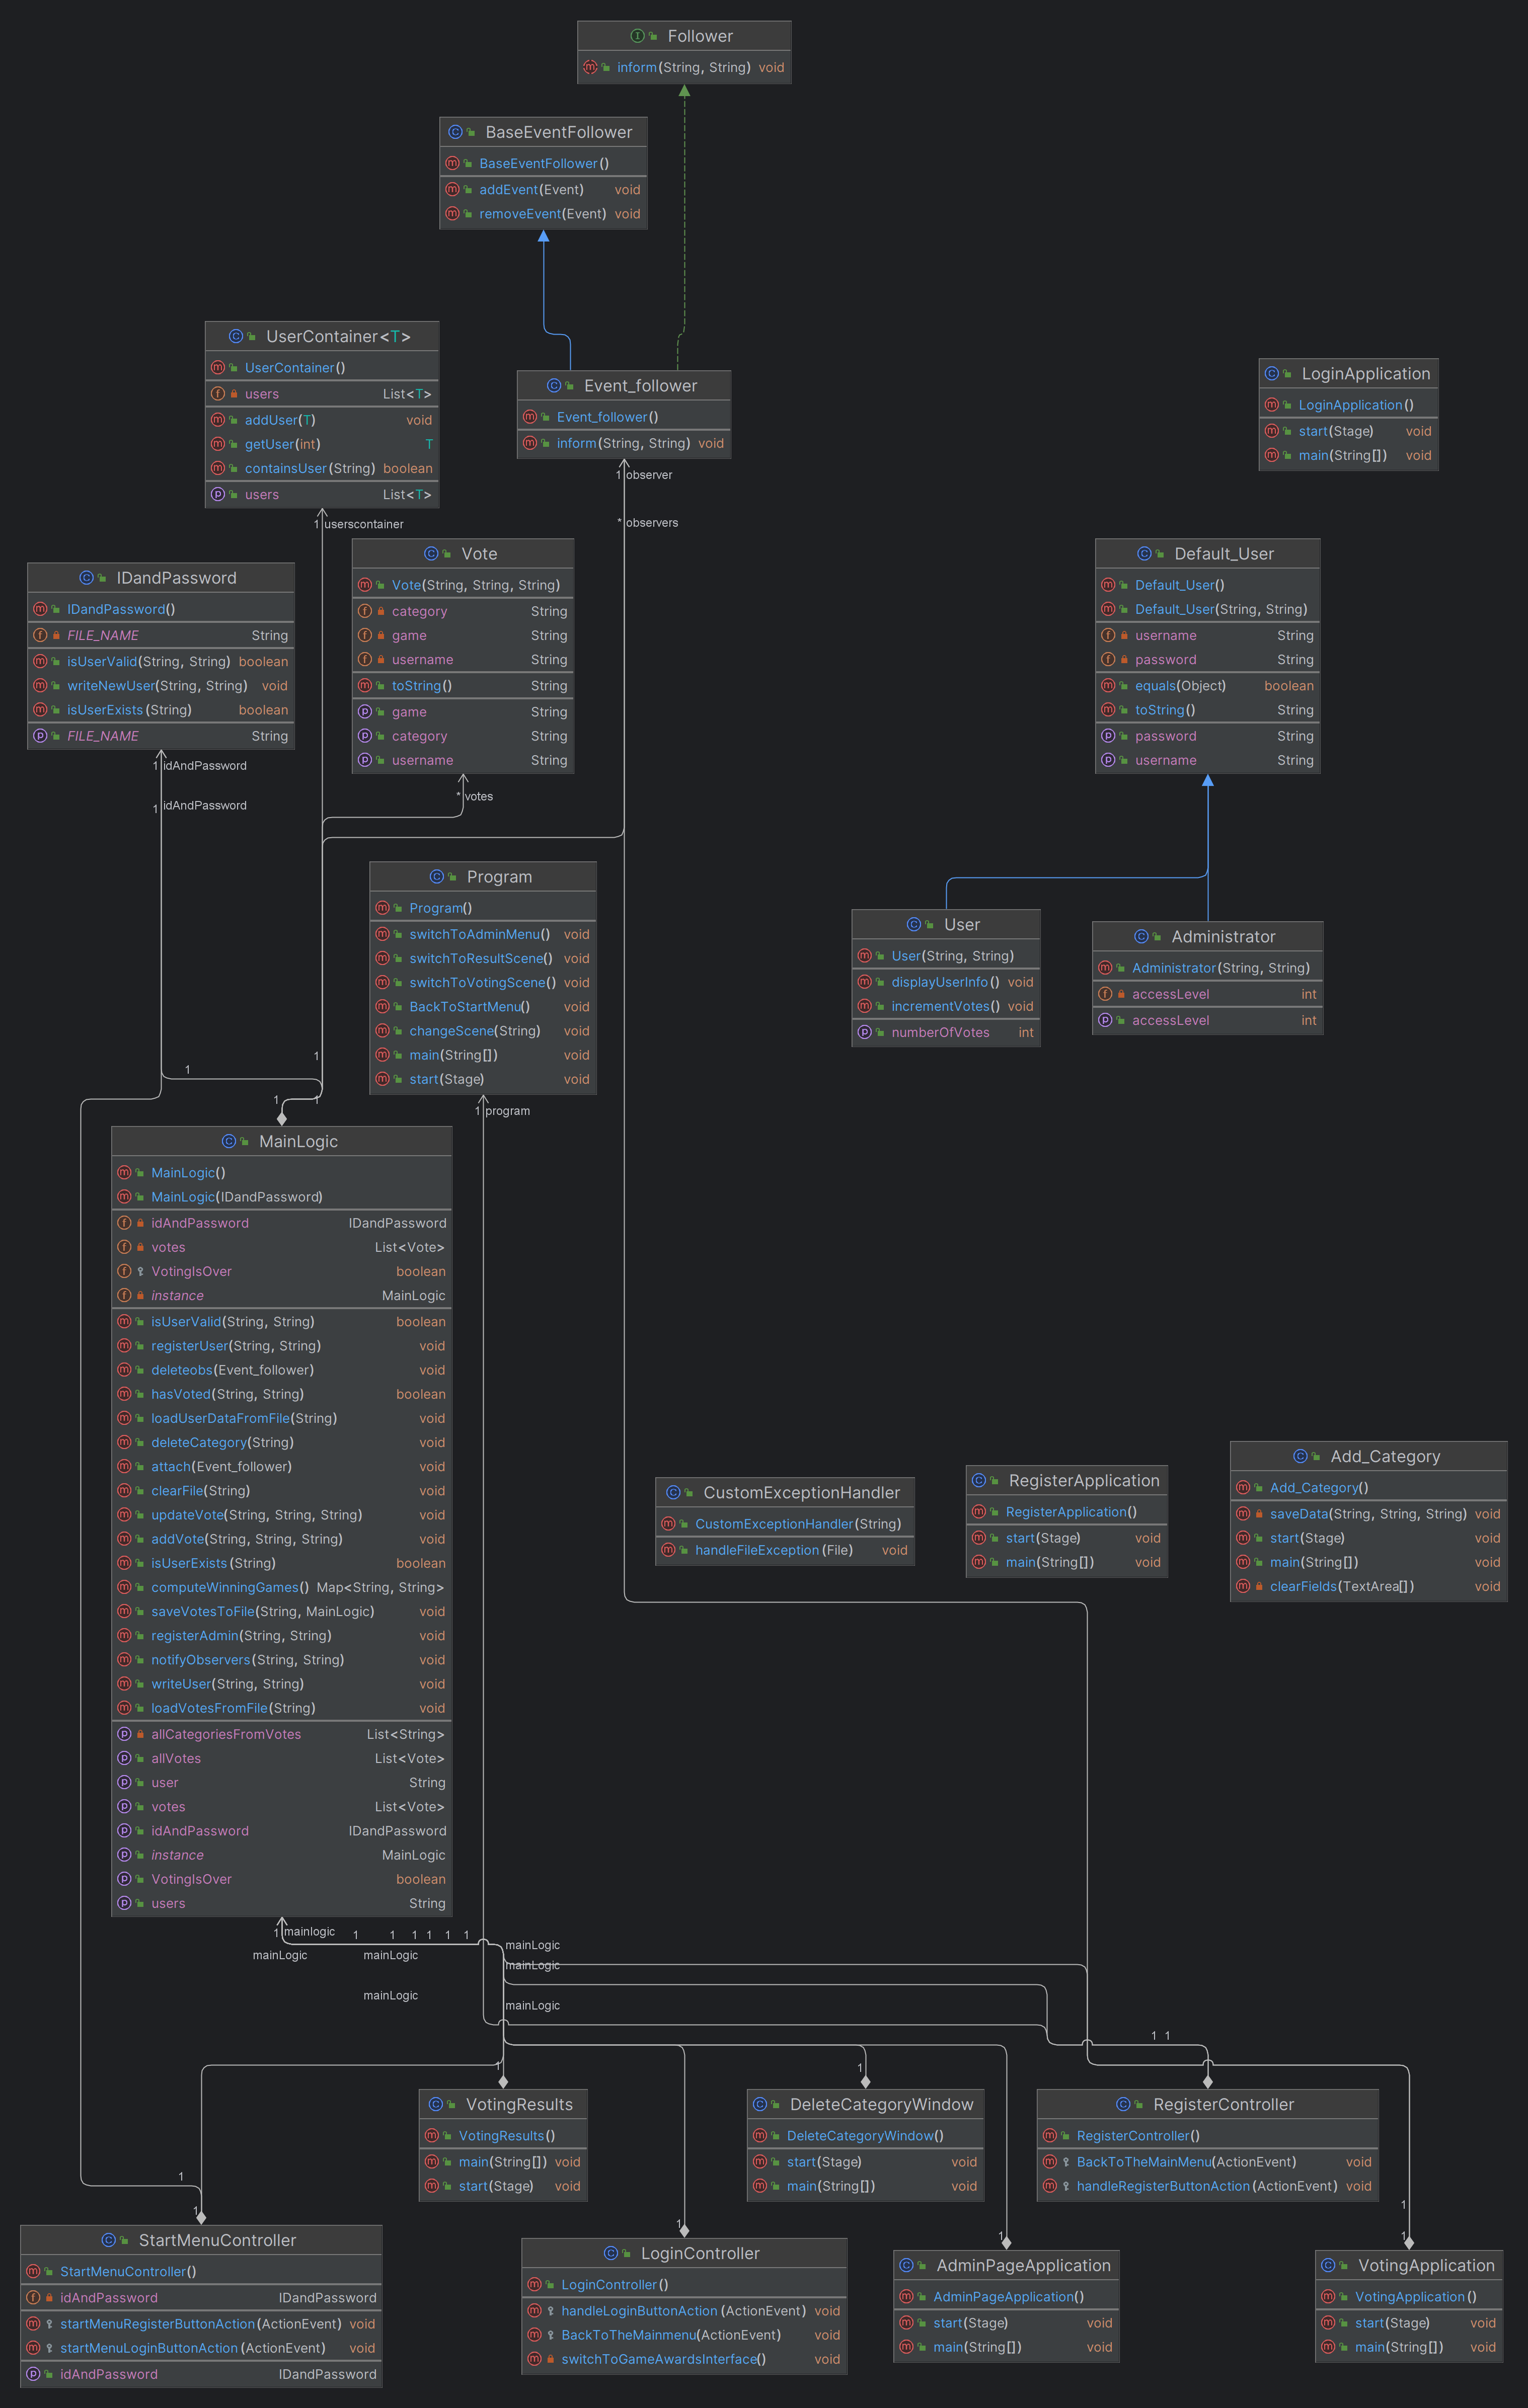 Follower
inform(String, String) void
BaseEventFollower
BaseEventFollower()
addEvent(Event) void
removeEvent(Event) void
UserContainer<T>
UserContainer()
users List<T>
addUser(T) void
getUser(int) T
containsUser(String) boolean
users List<T>
Event_follower
Event_follower()
inform(String, String) void
LoginApplication
LoginApplication()
start(Stage) void
main(String[]) void
1 observer
* observers
1 userscontainer
IDandPassword
IDandPassword()
FILE_NAME String
isUserValid(String, String) boolean
writeNewUser(String, String) void
isUserExists(String) boolean
FILE_NAME String
1 idAndPassword
1 idAndPassword
Vote
Vote(String, String, String)
category String
game String
username String
toString() String
game String
category String
username String
* votes
Default_User
Default_User()
Default_User(String, String)
username String
password String
equals(Object) boolean
toString() String
password String
username String
Program
Program()
switchToAdminMenu() void
switchToResultScene() void
switchToVotingScene() void
BackToStartMenu() void
changeScene(String) void
main(String[]) void
start(Stage) void
1 program
User
User(String, String)
displayUserInfo() void
incrementVotes() void
numberOfVotes int
Administrator
Administrator(String, String)
accessLevel int
accessLevel int
1
1
1 1
MainLogic
MainLogic()
MainLogic(IDandPassword)
idAndPassword IDandPassword
votes List<Vote>
VotingIsOver boolean
instance MainLogic
isUserValid(String, String) boolean
registerUser(String, String) void
deleteobs(Event_follower) void
hasVoted(String, String) boolean
loadUserDataFromFile(String) void
deleteCategory(String) void
attach(Event_follower) void
clearFile(String) void
updateVote(String, String, String) void
addVote(String, String, String) void
isUserExists(String) boolean
computeWinningGames() Map<String, String>
saveVotesToFile(String, MainLogic) void
registerAdmin(String, String) void
notifyObservers(String, String) void
writeUser(String, String) void
loadVotesFromFile(String) void
allCategoriesFromVotes List<String>
allVotes List<Vote>
user String
votes List<Vote>
idAndPassword IDandPassword
instance MainLogic
VotingIsOver boolean
users String
CustomExceptionHandler
CustomExceptionHandler(String)
handleFileException(File) void
RegisterApplication
RegisterApplication()
start(Stage) void
main(String[]) void
Add_Category
Add_Category()
saveData(String, String, String) void
start(Stage) void
main(String[]) void
clearFields(TextArea[]) void
1 mainlogic 1 1 1 1 1 1
mainLogic mainLogic mainLogic
mainLogic
mainLogic
mainLogic
1 1
1
1
1
1
1
1
1
1
1
VotingResults
VotingResults()
main(String[]) void
start(Stage) void
DeleteCategoryWindow
DeleteCategoryWindow()
start(Stage) void
main(String[]) void
RegisterController
RegisterController()
BackToTheMainMenu(ActionEvent) void
handleRegisterButtonAction(ActionEvent) void
StartMenuController
StartMenuController()
idAndPassword IDandPassword
startMenuRegisterButtonAction(ActionEvent) void
startMenuLoginButtonAction(ActionEvent) void
idAndPassword IDandPassword
LoginController
LoginController()
handleLoginButtonAction(ActionEvent) void
BackToTheMainmenu(ActionEvent) void
switchToGameAwardsInterface() void
AdminPageApplication
AdminPageApplication()
start(Stage) void
main(String[]) void
VotingApplication
VotingApplication()
start(Stage) void
main(String[]) void